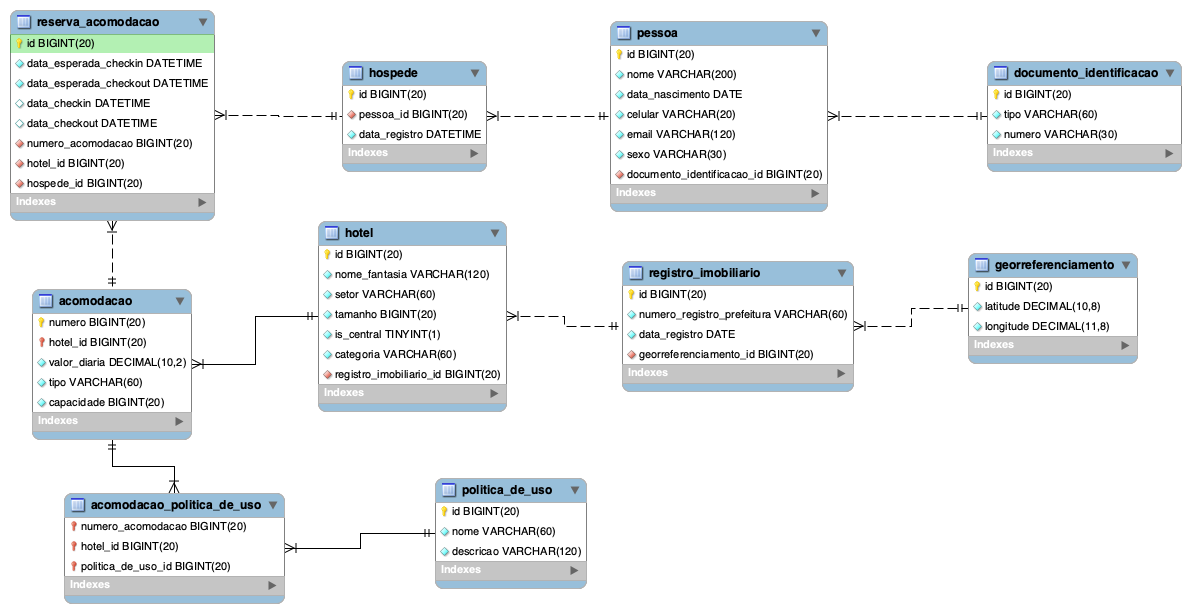 reserva_acomodacao
id BIGINT(20)
data_esperada_checkin DATETIME
data_esperada_checkout DATETIME
data_checkin DATETIME
data_checkout DATETIME
numero_acomodacao BIGINT(20)
hotel_id BIGINT(20)
hospede_id BIGINT(20)
Indexes
hospede
id BIGINT(20)
pessoa_id BIGINT(20)
data_registro DATETIME
Indexes
pessoa
id BIGINT(20)
nome VARCHAR(200)
data_nascimento DATE
celular VARCHAR(20)
email VARCHAR(120)
sexo VARCHAR(30)
documento_identificacao_id BIGINT(20)
Indexes
documento_identificacao
id BIGINT(20)
tipo VARCHAR(60)
numero VARCHAR(30)
Indexes
acomodacao
numero BIGINT(20)
hotel_id BIGINT(20)
valor_diaria DECIMAL(10,2)
tipo VARCHAR(60)
capacidade BIGINT(20)
Indexes
hotel
id BIGINT(20)
nome_fantasia VARCHAR(120)
setor VARCHAR(60)
tamanho BIGINT(20)
is_central TINYINT(1)
categoria VARCHAR(60)
registro_imobiliario_id BIGINT(20)
Indexes
registro_imobiliario
id BIGINT(20)
numero_registro_prefeitura VARCHAR(60)
data_registro DATE
georreferenciamento_id BIGINT(20)
Indexes
georreferenciamento
id BIGINT(20)
latitude DECIMAL(10,8)
longitude DECIMAL(11,8)
Indexes
acomodacao_politica_de_uso
numero_acomodacao BIGINT(20)
hotel_id BIGINT(20)
politica_de_uso_id BIGINT(20)
Indexes
politica_de_uso
id BIGINT(20)
nome VARCHAR(60)
descricao VARCHAR(120)
Indexes